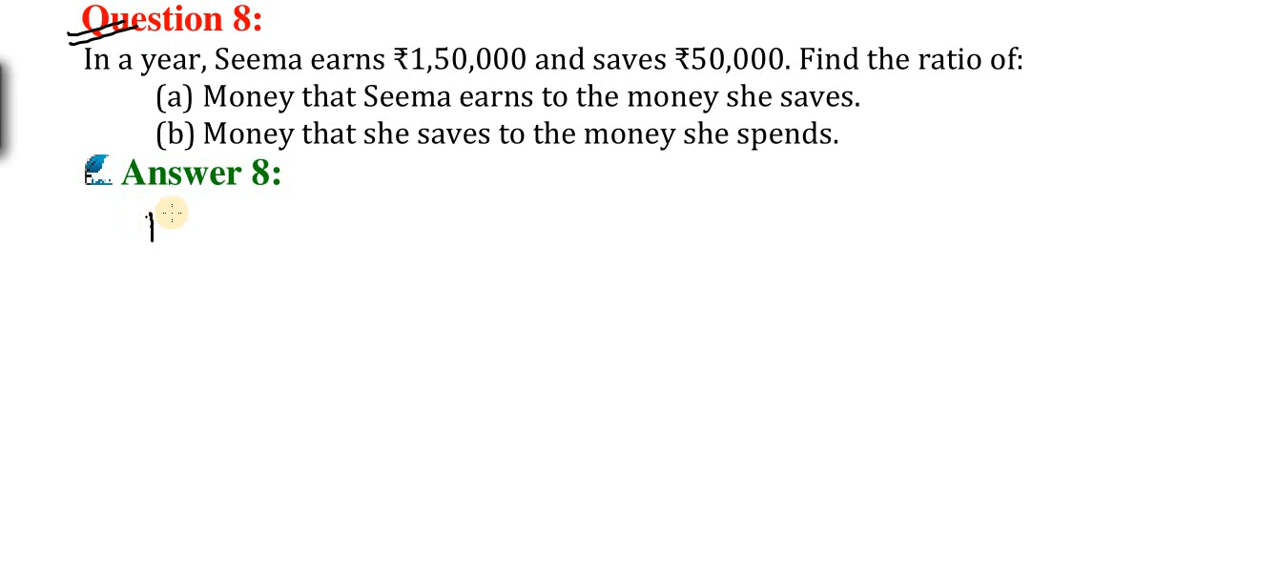 Question 8:
In a year, Seema earns ₹1,50,000 and saves ₹50,000. Find the ratio of:
(a) Money that Seema earns to the money she saves.
(b) Money that she saves to the money she spends.
Answer 8:
1